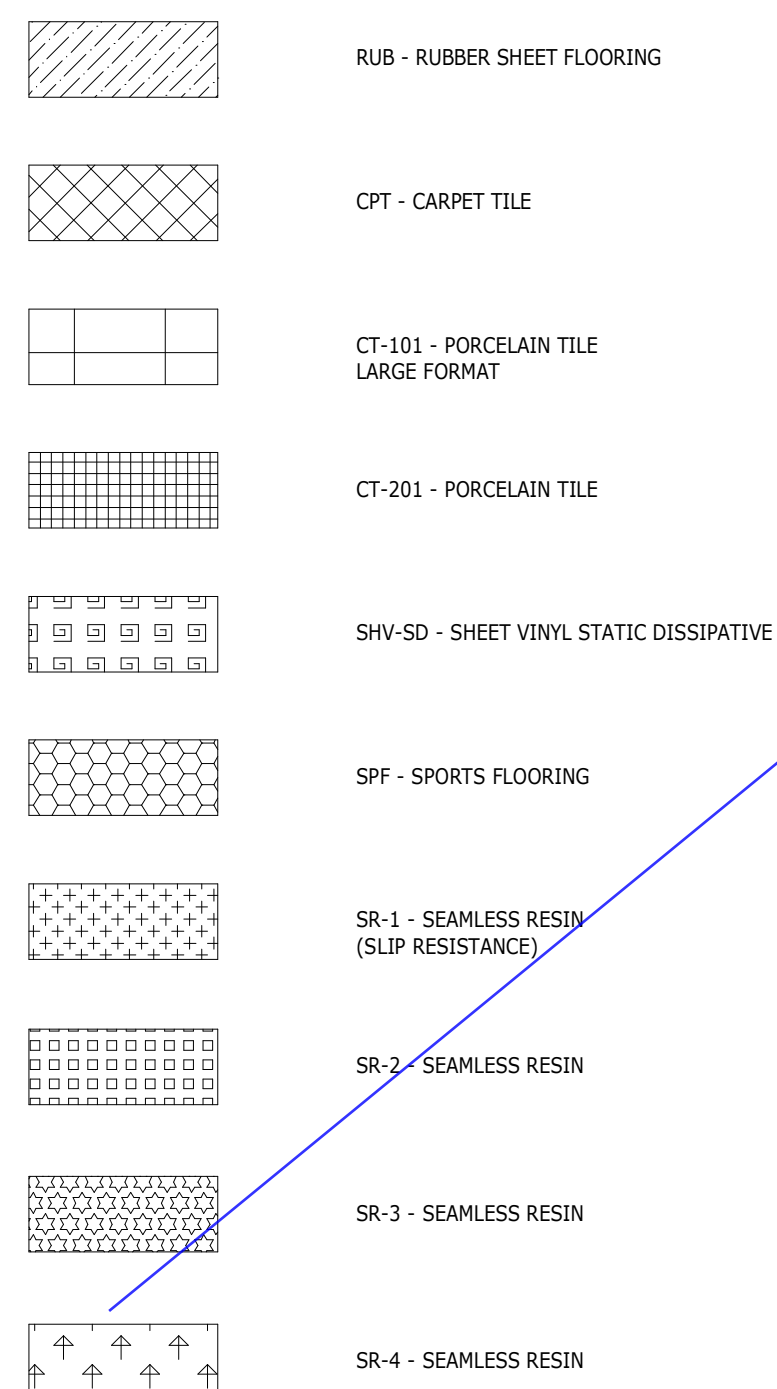 RUB - RUBBER SHEET FLOORING
CPT - CARPET TILE
CT-101 - PORCELAIN TILE
LARGE FORMAT
CT-201 - PORCELAIN TILE
SHV-SD - SHEET VINYL STATIC DISSIPATIVE
SPF - SPORTS FLOORING
SR-1 - SEAMLESS RESIN
(SLIP RESISTANCE)
SR-2 - SEAMLESS RESIN
SR-3 - SEAMLESS RESIN
SR-4 - SEAMLESS RESIN